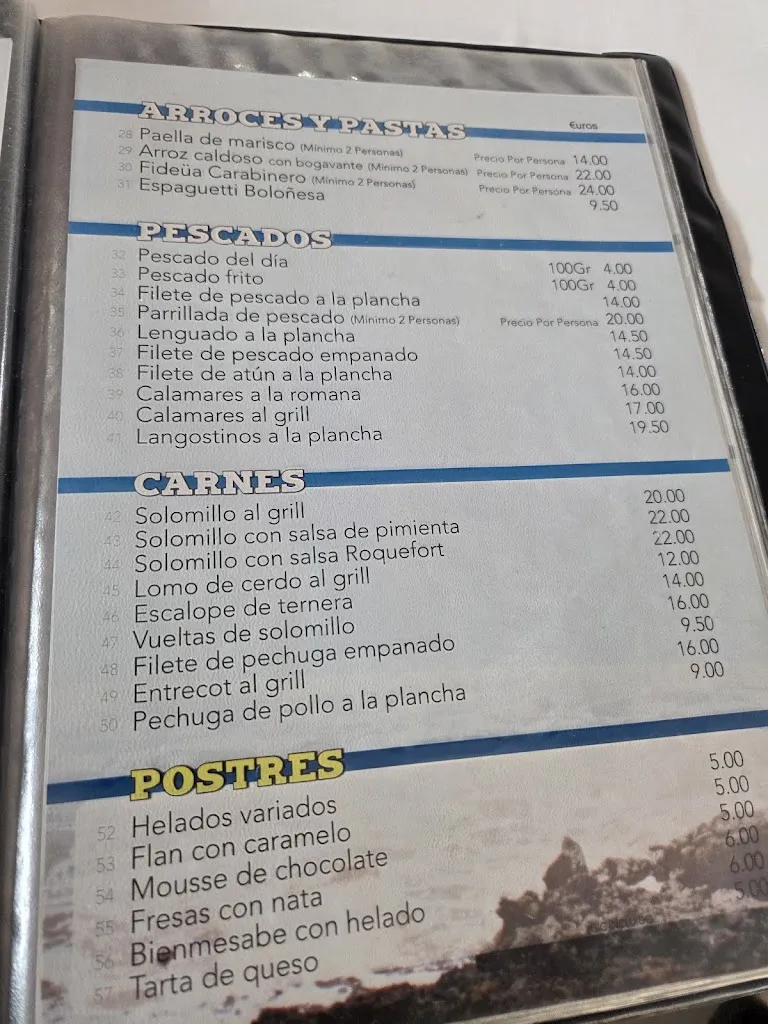 ARROCES Y PASTAS Euros
28 Paella de marisco (Mínimo 2 Personas) Precio Por Persona 14.00
29 Arroz caldoso con bogavante (Mínimo 2 Personas) Precio Por Persona 22.00
30 Fideüa Carabinero (Mínimo 2 Personas) Precio Por Persona 24.00
31 Espaguetti Boloñesa 9.50
PESCADOS
32 Pescado del día 100Gr 4.00
33 Pescado frito 100Gr 4.00
34 Filete de pescado a la plancha 14.00
35 Parrillada de pescado (Mínimo 2 Personas) Precio Por Persona 20.00
36 Lenguado a la plancha 14.50
37 Filete de pescado empanado 14.50
38 Filete de atún a la plancha 14.00
39 Calamares a la romana 16.00
40 Calamares al grill 17.00
41 Langostinos a la plancha 19.50
CARNES
42 Solomillo al grill 20.00
43 Solomillo con salsa de pimienta 22.00
44 Solomillo con salsa Roquefort 22.00
45 Lomo de cerdo al grill 12.00
46 Escalope de ternera 14.00
47 Vueltas de solomillo 16.00
48 Filete de pechuga empanado 9.50
49 Entrecot al grill 16.00
50 Pechuga de pollo a la plancha 9.00
POSTRES
52 Helados variados 5.00
53 Flan con caramelo 5.00
54 Mousse de chocolate 5.00
55 Fresas con nata 6.00
56 Bienmesabe con helado 6.00
57 Tarta de queso 5.00